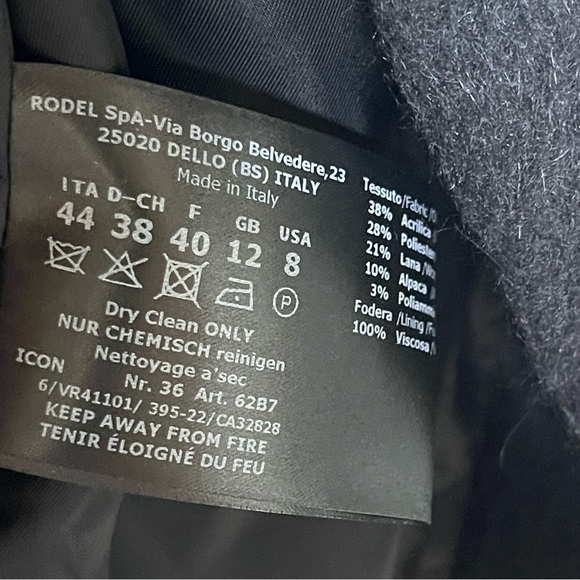 RODEL SpA-Via Borgo Belvedere,23
25020 DELLO (BS) ITALY
Made in Italy
ITA D-CH F GB USA
44 38 40 12 8
P
Dry Clean ONLY
NUR CHEMISCH reinigen
Nettoyage a'sec
ICON Nr. 36 Art. 62B7
6/VR41101/ 395-22/CA32828
KEEP AWAY FROM FIRE
TENIR ÉLOIGNÉ DU FEU
Tessuto/Fabric/
38% Acrilica
28% Poliester
21% Lana/
10% Alpaca
3% Poliamm
Fodera/Lining/
100% Viscosa/